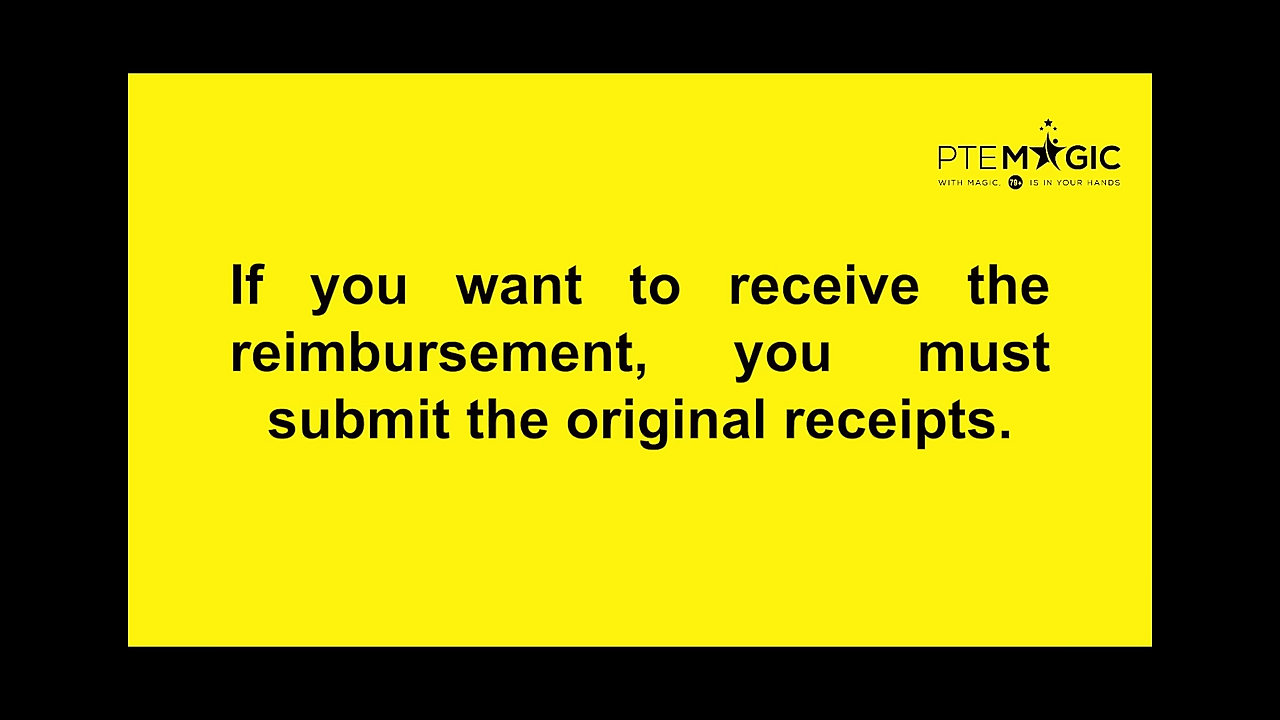 PTEMAGIC
WITH MAGIC, 79+ IS IN YOUR HANDS
If you want to receive the
reimbursement, you must
submit the original receipts.